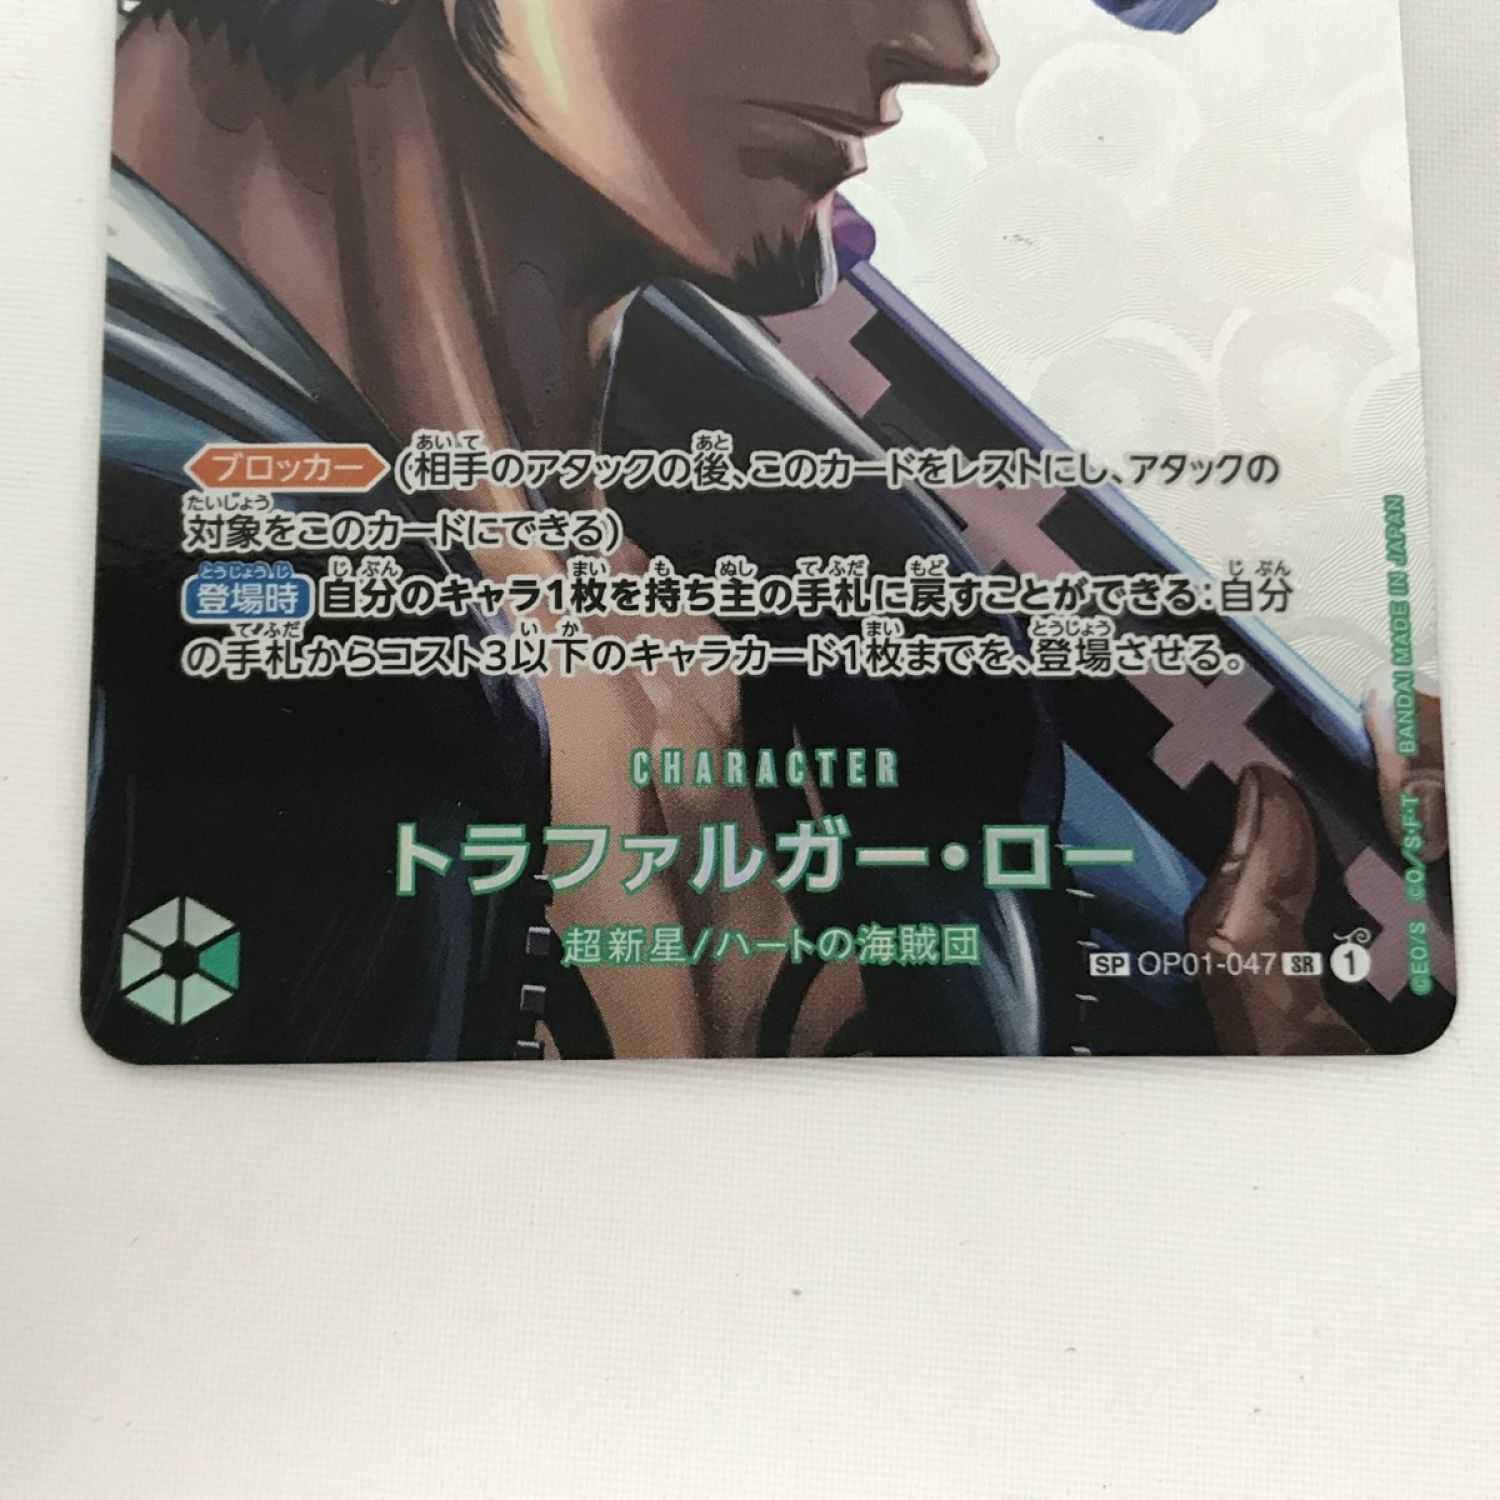 ブロッカー (相手のアタックの後、このカードをレストにし、アタックの
対象をこのカードにできる)
登場時 自分のキャラ1枚を持ち主の手札に戻すことができる:自分
の手札からコスト3以下のキャラカード1枚までを、登場させる。
CHARACTER
トラファルガー・ロー
超新星/ハートの海賊団
SP OP01-047 SR 1
©EO/S CO/S・F・T BANDAI MADE IN JAPAN